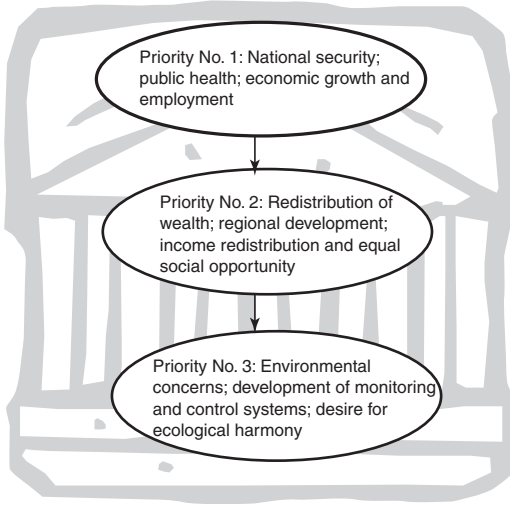 Priority No. 1: National security;
public health; economic growth and
employment
Priority No. 2: Redistribution of
wealth; regional development;
income redistribution and equal
social opportunity
Priority No. 3: Environmental
concerns; development of monitoring
and control systems; desire for
ecological harmony